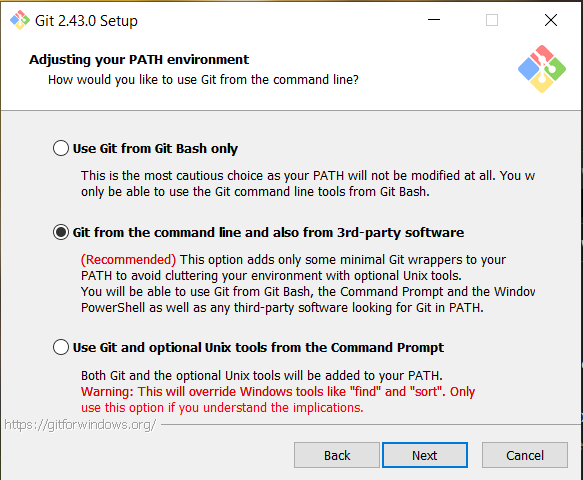 Git 2.43.0 Setup
Adjusting your PATH environment
How would you like to use Git from the command line?
Use Git from Git Bash only
This is the most cautious choice as your PATH will not be modified at all. You w
only be able to use the Git command line tools from Git Bash.
Git from the command line and also from 3rd-party software
(Recommended) This option adds only some minimal Git wrappers to your
PATH to avoid cluttering your environment with optional Unix tools.
You will be able to use Git from Git Bash, the Command Prompt and the Window
PowerShell as well as any third-party software looking for Git in PATH.
Use Git and optional Unix tools from the Command Prompt
Both Git and the optional Unix tools will be added to your PATH.
Warning: This will override Windows tools like "find" and "sort". Only
use this option if you understand the implications.
https://gitforwindows.org/
Back Next Cancel